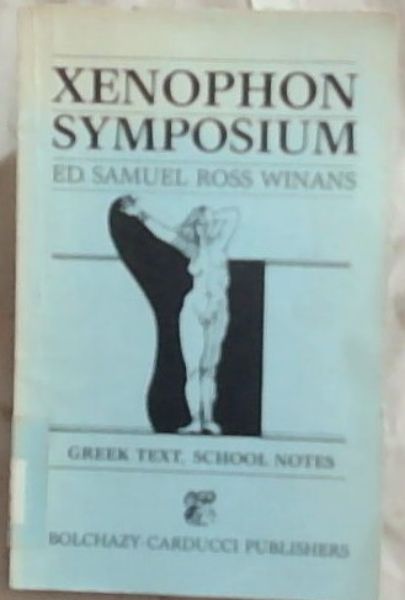 XENOPHON
SYMPOSIUM
ED SAMUEL ROSS WINANS
GREEK TEXT, SCHOOL NOTES
BOLCHAZY-CARDUCCI PUBLISHERS